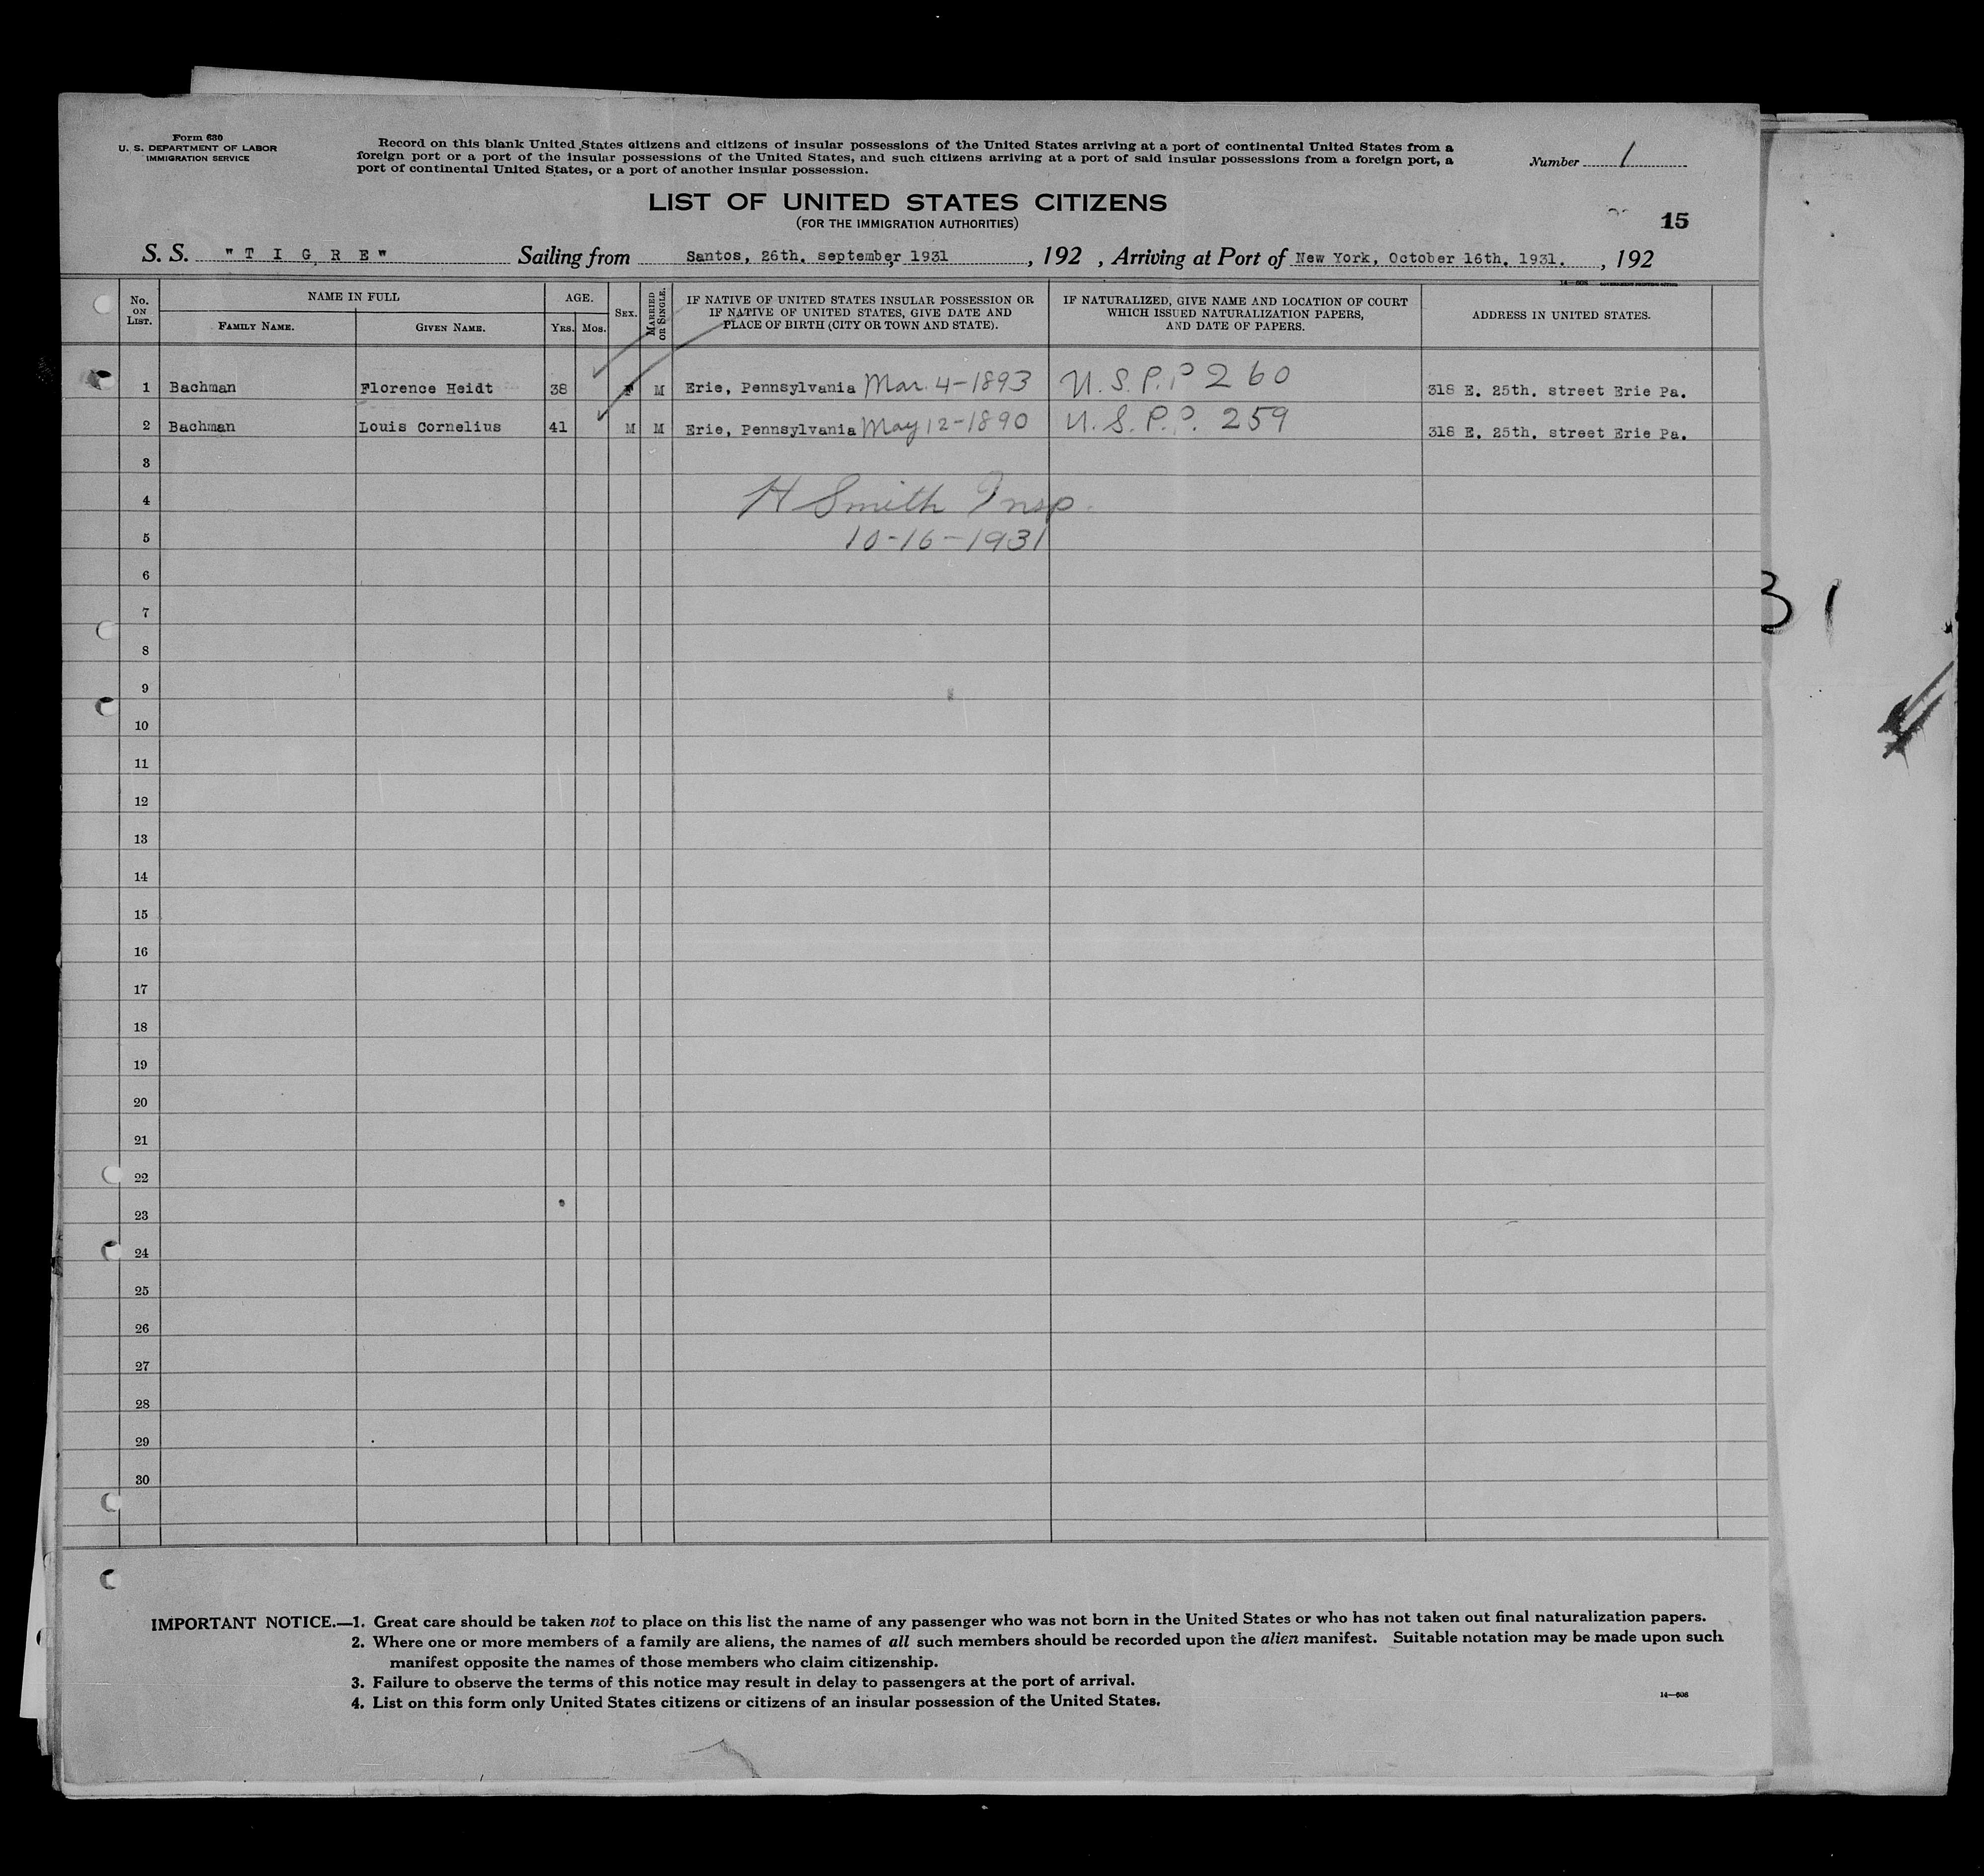 Form 630
U. S. DEPARTMENT OF LABOR
IMMIGRATION SERVICE
Record on this blank United States citizens and citizens of insular possessions of the United States arriving at a port of continental United States from a
foreign port or a port of the insular possessions of the United States, and such citizens arriving at a port of said insular possessions from a foreign port, a
port of continental United States, or a port of another insular possession.
Number 1
LIST OF UNITED STATES CITIZENS
(FOR THE IMMIGRATION AUTHORITIES)
15
S. S. "T I G R E" Sailing from Santos, 26th. september, 1931, 192 , Arriving at Port of New York, October 16th. 1931. , 192
14—608 GOVERNMENT PRINTING OFFICE
No. ON LIST. NAME IN FULL FAMILY NAME. GIVEN NAME. AGE. YRS. MOS. SEX. MARRIED OR SINGLE. IF NATIVE OF UNITED STATES INSULAR POSSESSION OR IF NATIVE OF UNITED STATES, GIVE DATE AND PLACE OF BIRTH (CITY OR TOWN AND STATE). IF NATURALIZED, GIVE NAME AND LOCATION OF COURT WHICH ISSUED NATURALIZATION PAPERS, AND DATE OF PAPERS. ADDRESS IN UNITED STATES.
1 Bachman Florence Heidt 38 F M Erie, Pennsylvania Mar. 4-1893 U.S.P.P 260 318 E. 25th. street Erie Pa.
2 Bachman Louis Cornelius 41 M M Erie, Pennsylvania May 12-1890 U.S.P.P. 259 318 E. 25th. street Erie Pa.
3
4 H Smith Insp.
5 10-16-1931
6
7
8
9
10
11
12
13
14
15
16
17
18
19
20
21
22
23
24
25
26
27
28
29
30
31
IMPORTANT NOTICE.—1. Great care should be taken not to place on this list the name of any passenger who was not born in the United States or who has not taken out final naturalization papers.
2. Where one or more members of a family are aliens, the names of all such members should be recorded upon the alien manifest. Suitable notation may be made upon such
manifest opposite the names of those members who claim citizenship.
3. Failure to observe the terms of this notice may result in delay to passengers at the port of arrival.
4. List on this form only United States citizens or citizens of an insular possession of the United States.
14—608